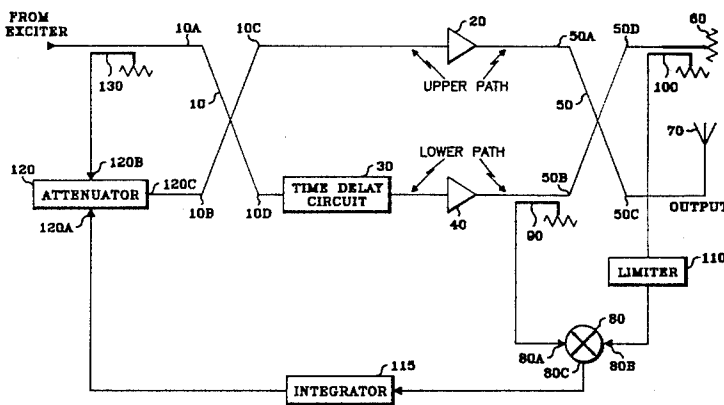 FROM
EXCITER
10A
10C
20
50A
50D
60
130
10
UPPER PATH
50
100
70
120B
120
ATTENUATOR
120C
30
TIME DELAY
CIRCUIT
LOWER PATH
50B
120A
10B
10D
40
90
50C
OUTPUT
LIMITER
110
80
80A
80B
80C
115
INTEGRATOR